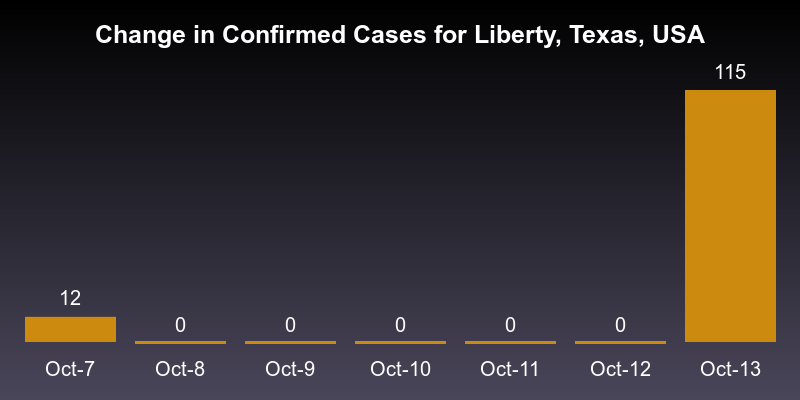 Change in Confirmed Cases for Liberty, Texas, USA
115
12
0 0 0 0 0
Oct-7 Oct-8 Oct-9 Oct-10 Oct-11 Oct-12 Oct-13